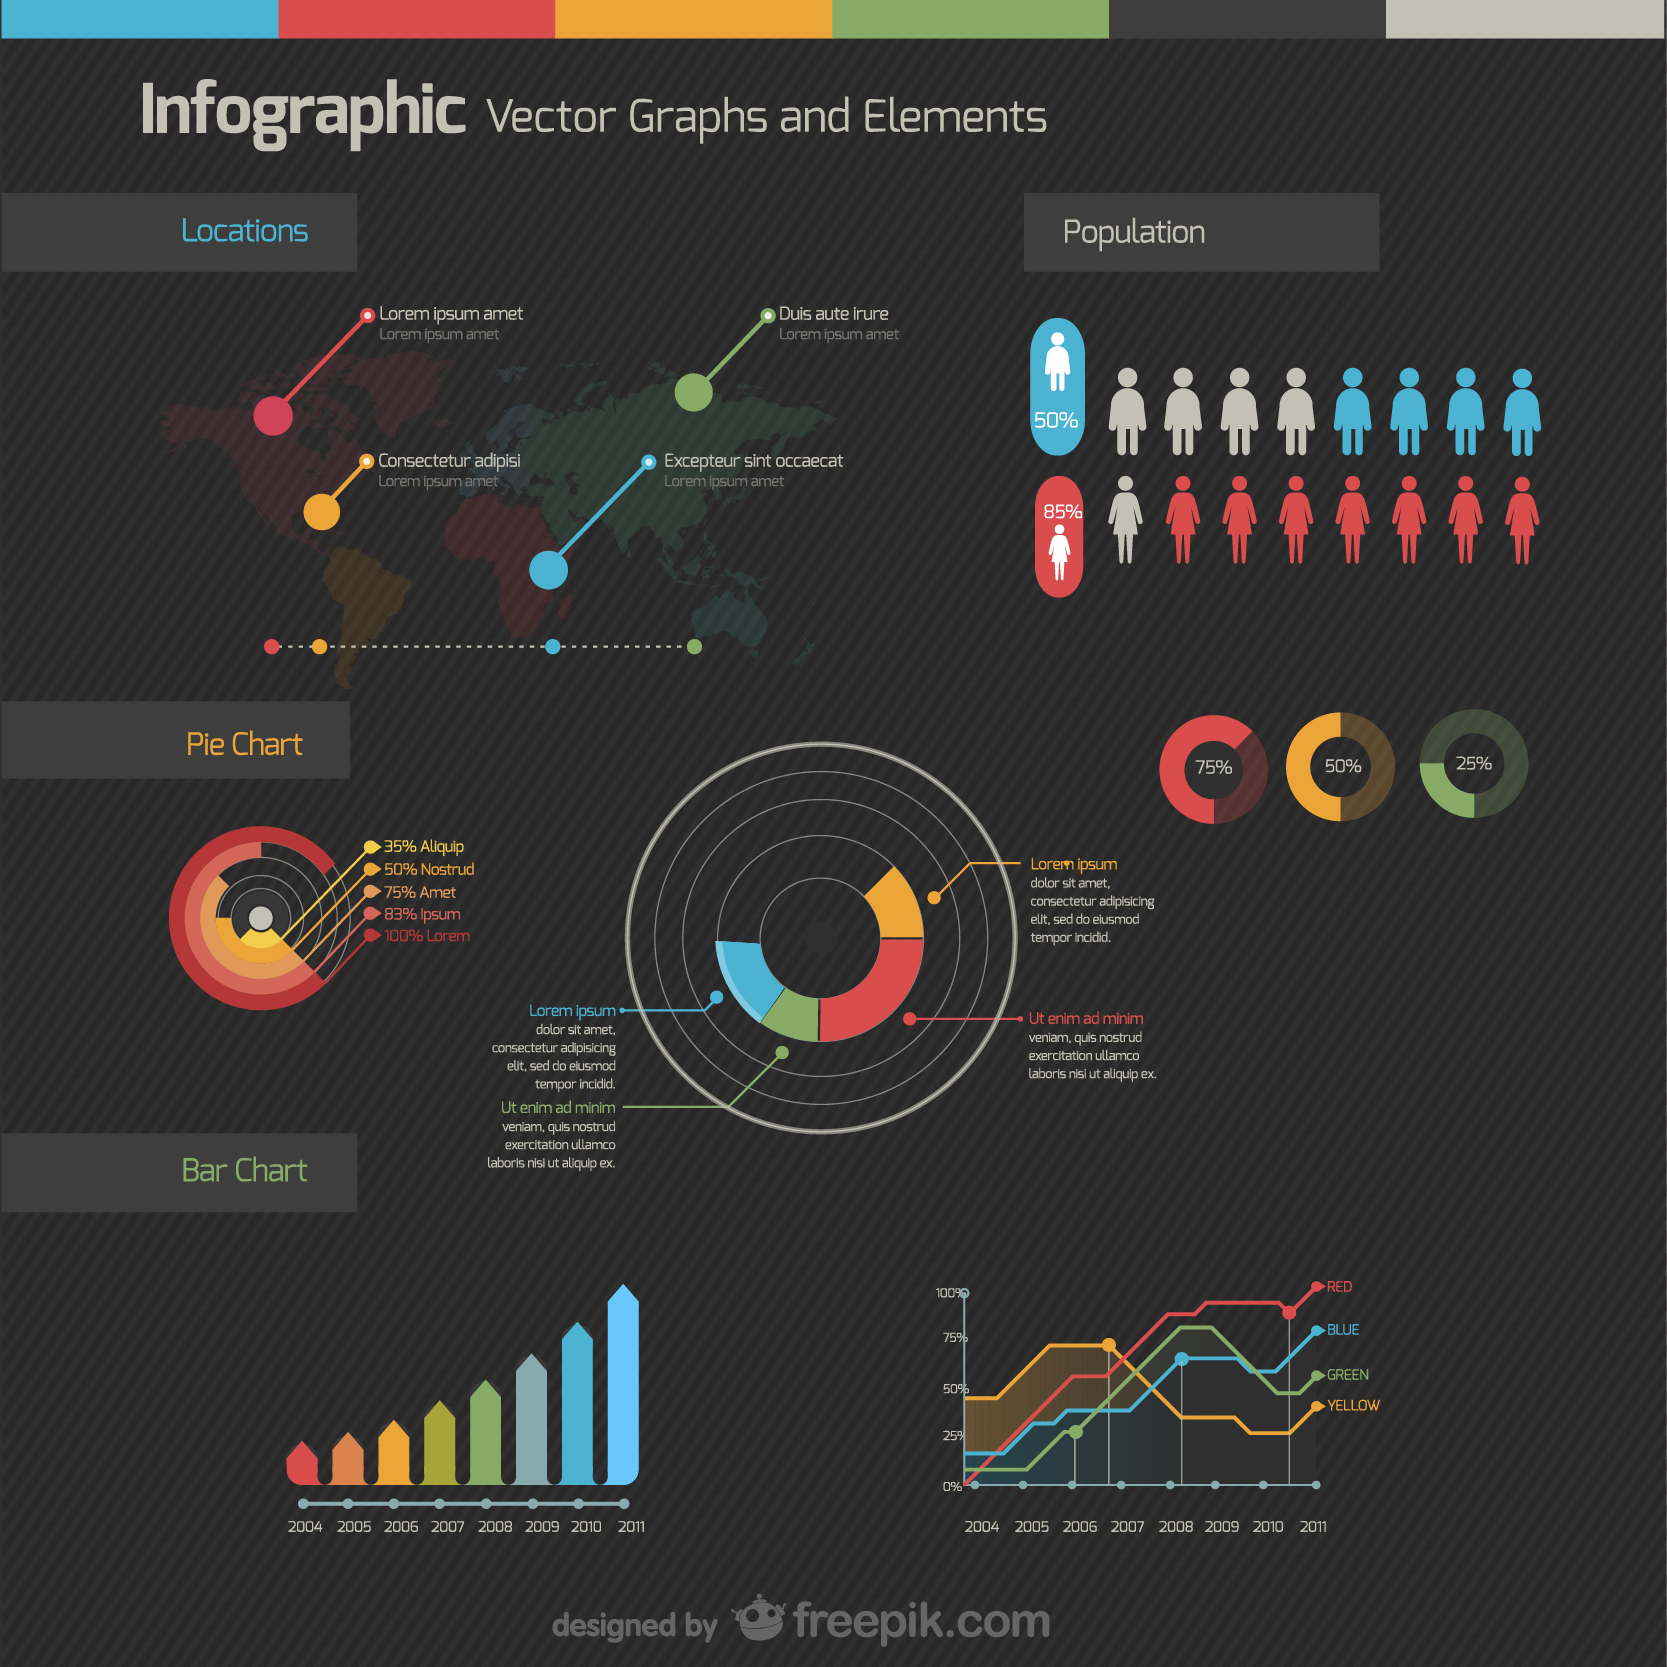 Infographic Vector Graphs and Elements
Locations
Population
Lorem ipsum amet
Lorem ipsum amet
Duis aute irure
Lorem ipsum amet
Consectetur adipisi
Lorem ipsum amet
Excepteur sint occaecat
Lorem ipsum amet
50%
85%
Pie Chart
75%
50%
25%
35% Aliquip
50% Nostrud
75% Amet
83% Ipsum
100% Lorem
Lorem ipsum
dolor sit amet,
consectetur adipisicing
elit, sed do eiusmod
tempor incidid.
Ut enim ad minim
veniam, quis nostrud
exercitation ullamco
laboris nisi ut aliquip ex.
Lorem ipsum
dolor sit amet,
consectetur adipisicing
elit, sed do eiusmod
tempor incidid.
Ut enim ad minim
veniam, quis nostrud
exercitation ullamco
laboris nisi ut aliquip ex.
Bar Chart
2004 2005 2006 2007 2008 2009 2010 2011
100%
75%
50%
25%
0%
RED
BLUE
GREEN
YELLOW
2004 2005 2006 2007 2008 2009 2010 2011
designed by freepik.com